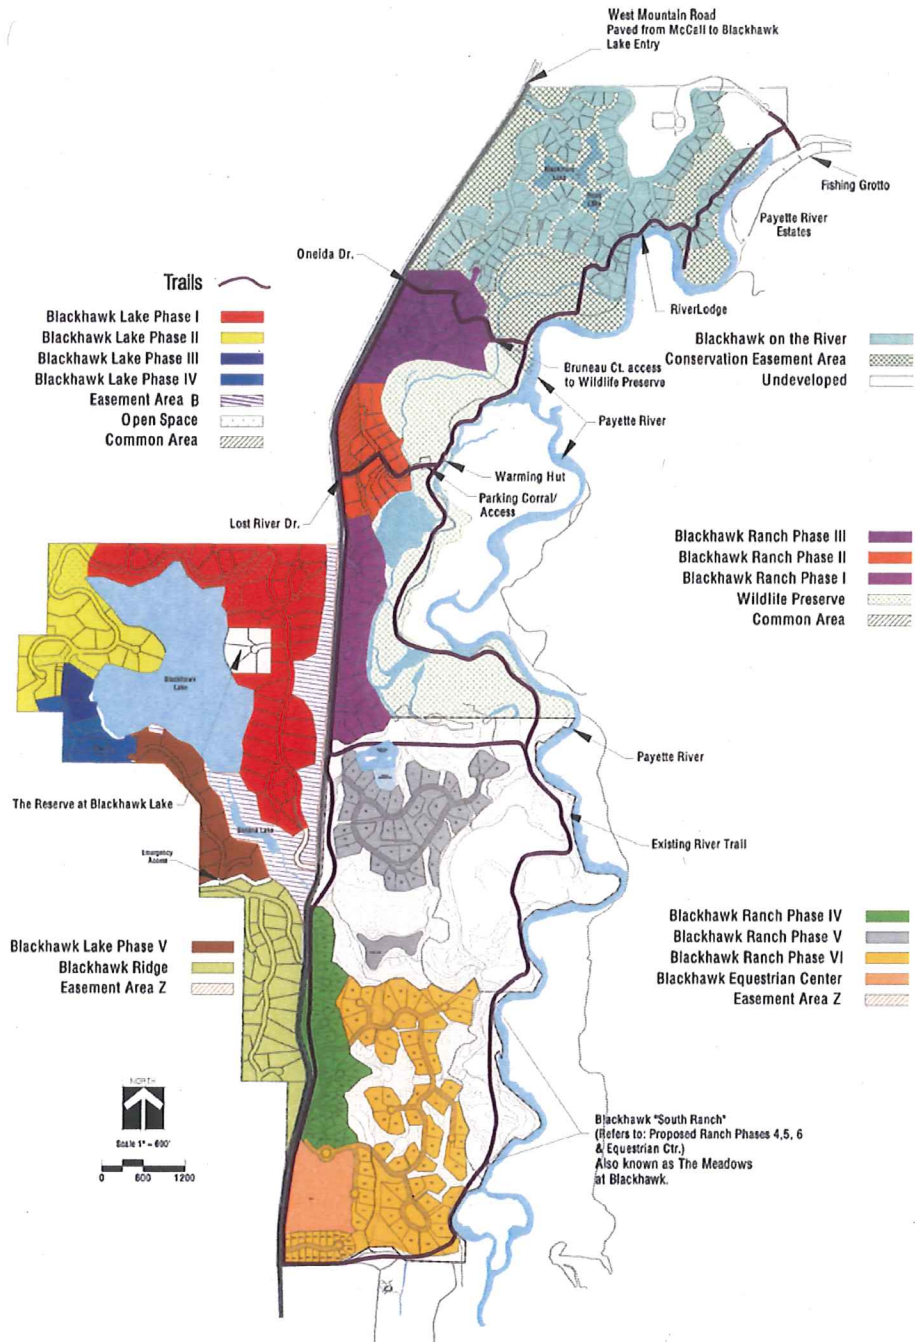 West Mountain Road
Paved from McCall to Blackhawk
Lake Entry
Fishing Grotto
Payette River
Estates
Oneida Dr.
RiverLodge
Trails
Blackhawk Lake Phase I
Blackhawk Lake Phase II
Blackhawk Lake Phase III
Blackhawk Lake Phase IV
Easement Area B
Open Space
Common Area
Blackhawk on the River
Conservation Easement Area
Undeveloped
Bruneau Ct. access
to Wildlife Preserve
Payette River
Warming Hut
Parking Corral/
Access
Lost River Dr.
Blackhawk Ranch Phase III
Blackhawk Ranch Phase II
Blackhawk Ranch Phase I
Wildlife Preserve
Common Area
Blackhawk
Lake
Payette River
The Reserve at Blackhawk Lake
Existing River Trail
Emergency
Access
Blackhawk Lake Phase V
Blackhawk Ridge
Easement Area Z
Blackhawk Ranch Phase IV
Blackhawk Ranch Phase V
Blackhawk Ranch Phase VI
Blackhawk Equestrian Center
Easement Area Z
NORTH
Scale 1" = 600'
0 600 1200
Blackhawk "South Ranch"
(Refers to: Proposed Ranch Phases 4,5, 6
& Equestrian Ctr.)
Also known as The Meadows
at Blackhawk.